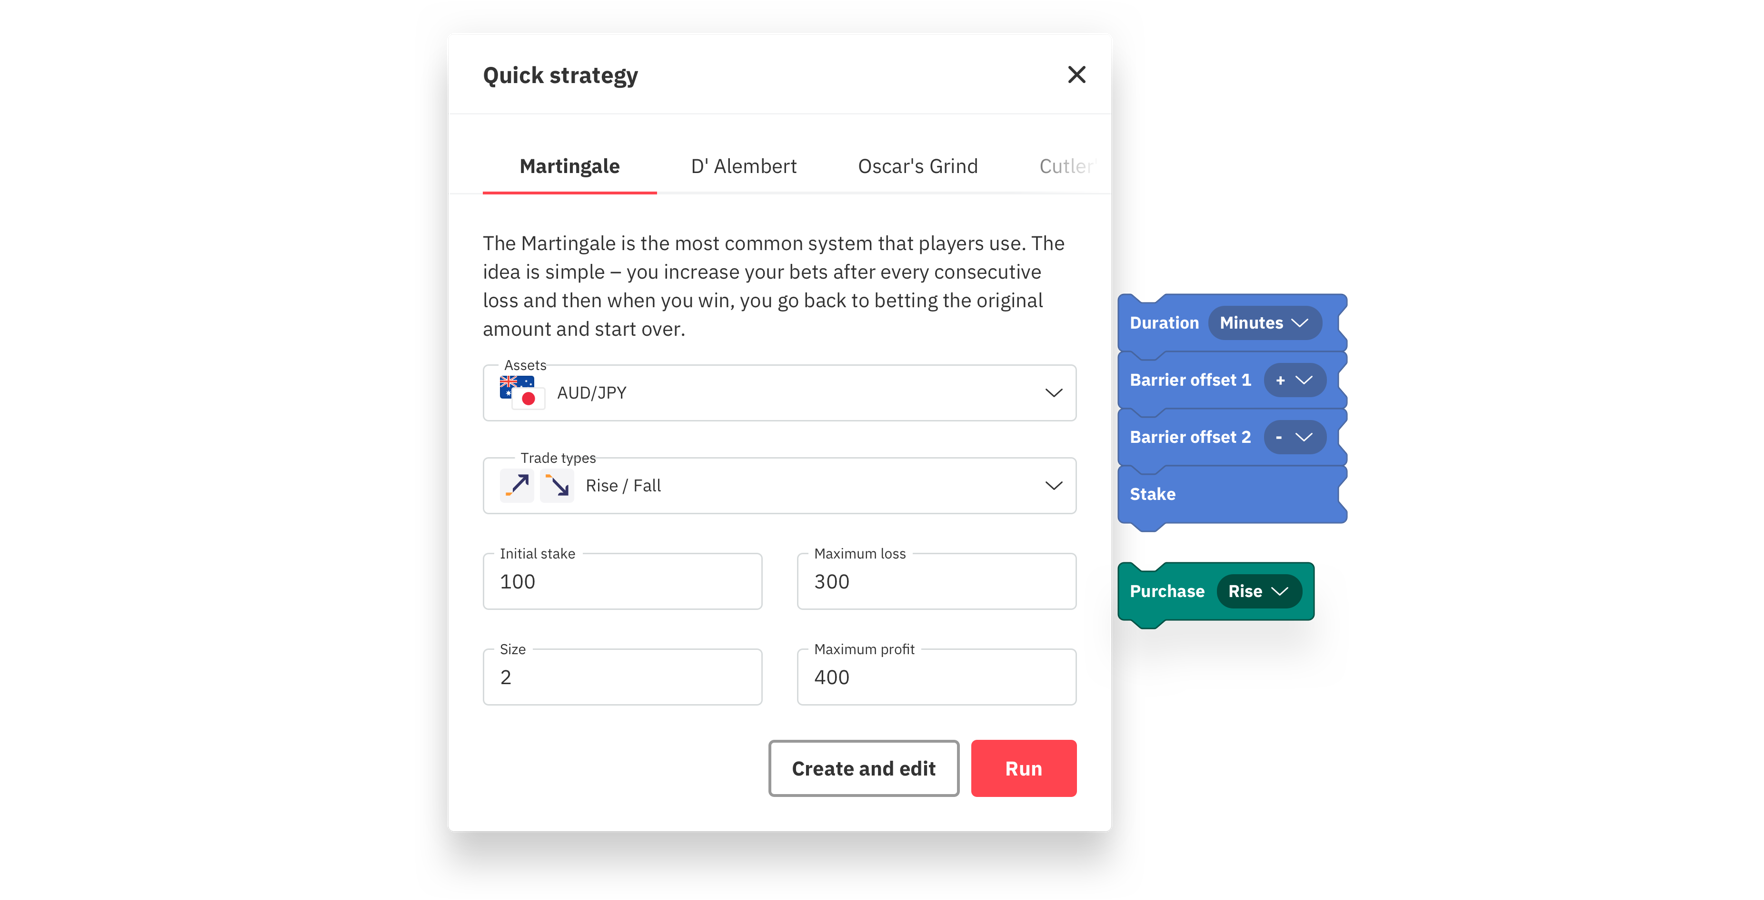 Quick strategy
Martingale
D' Alembert
Oscar's Grind
Cutler
The Martingale is the most common system that players use. The
idea is simple – you increase your bets after every consecutive
loss and then when you win, you go back to betting the original
amount and start over.
Assets
AUD/JPY
Trade types
Rise / Fall
Initial stake
100
Maximum loss
300
Size
2
Maximum profit
400
Create and edit
Run
Duration Minutes
Barrier offset 1 +
Barrier offset 2 -
Stake
Purchase Rise